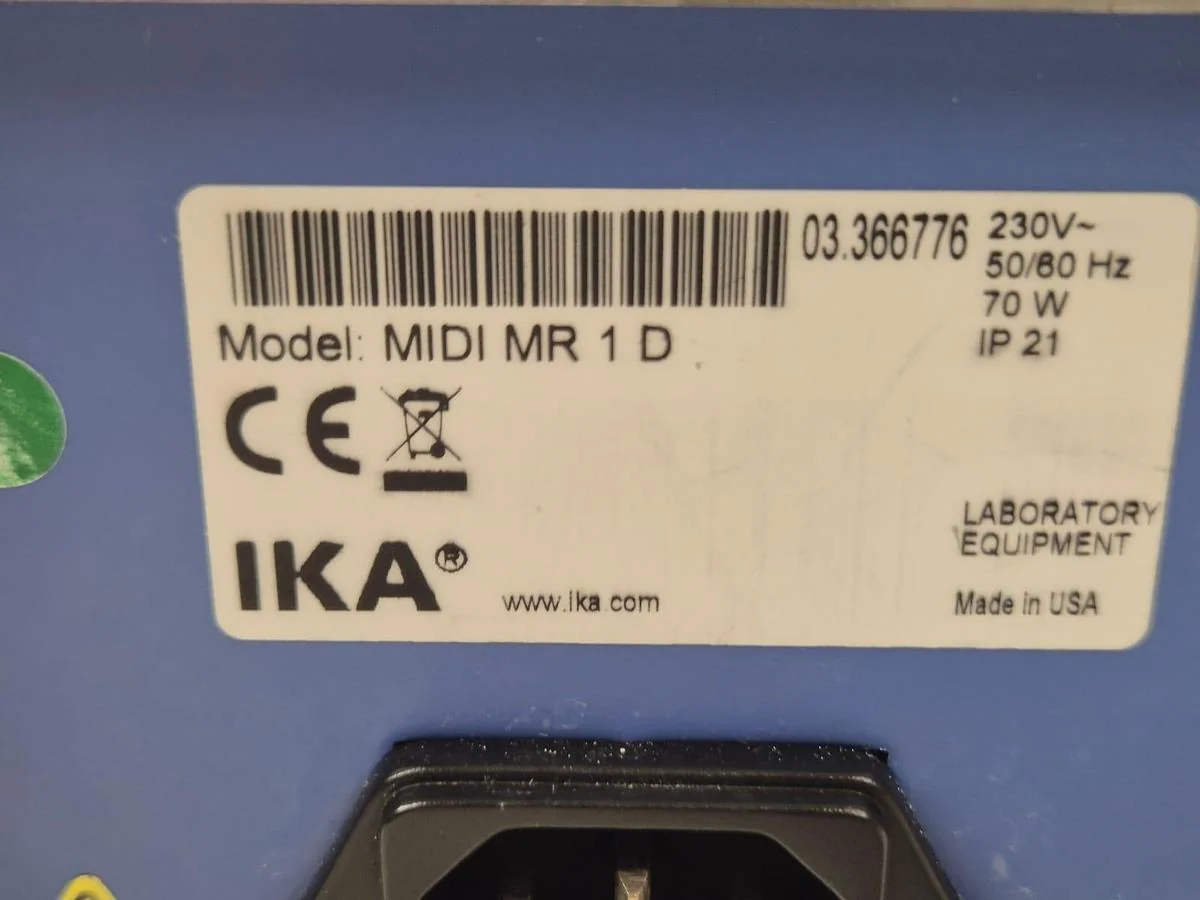 03.366776
230V~
50/60 Hz
70 W
IP 21
Model: MIDI MR 1 D
CE
IKA®
www.ika.com
LABORATORY
EQUIPMENT
Made in USA